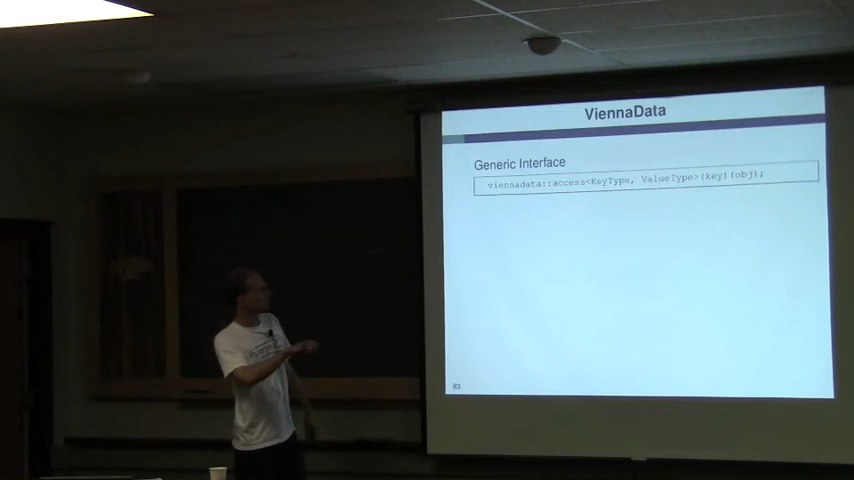 ViennaData
Generic Interface
viennadata::access<KeyType, ValueType>(key)(obj);
83